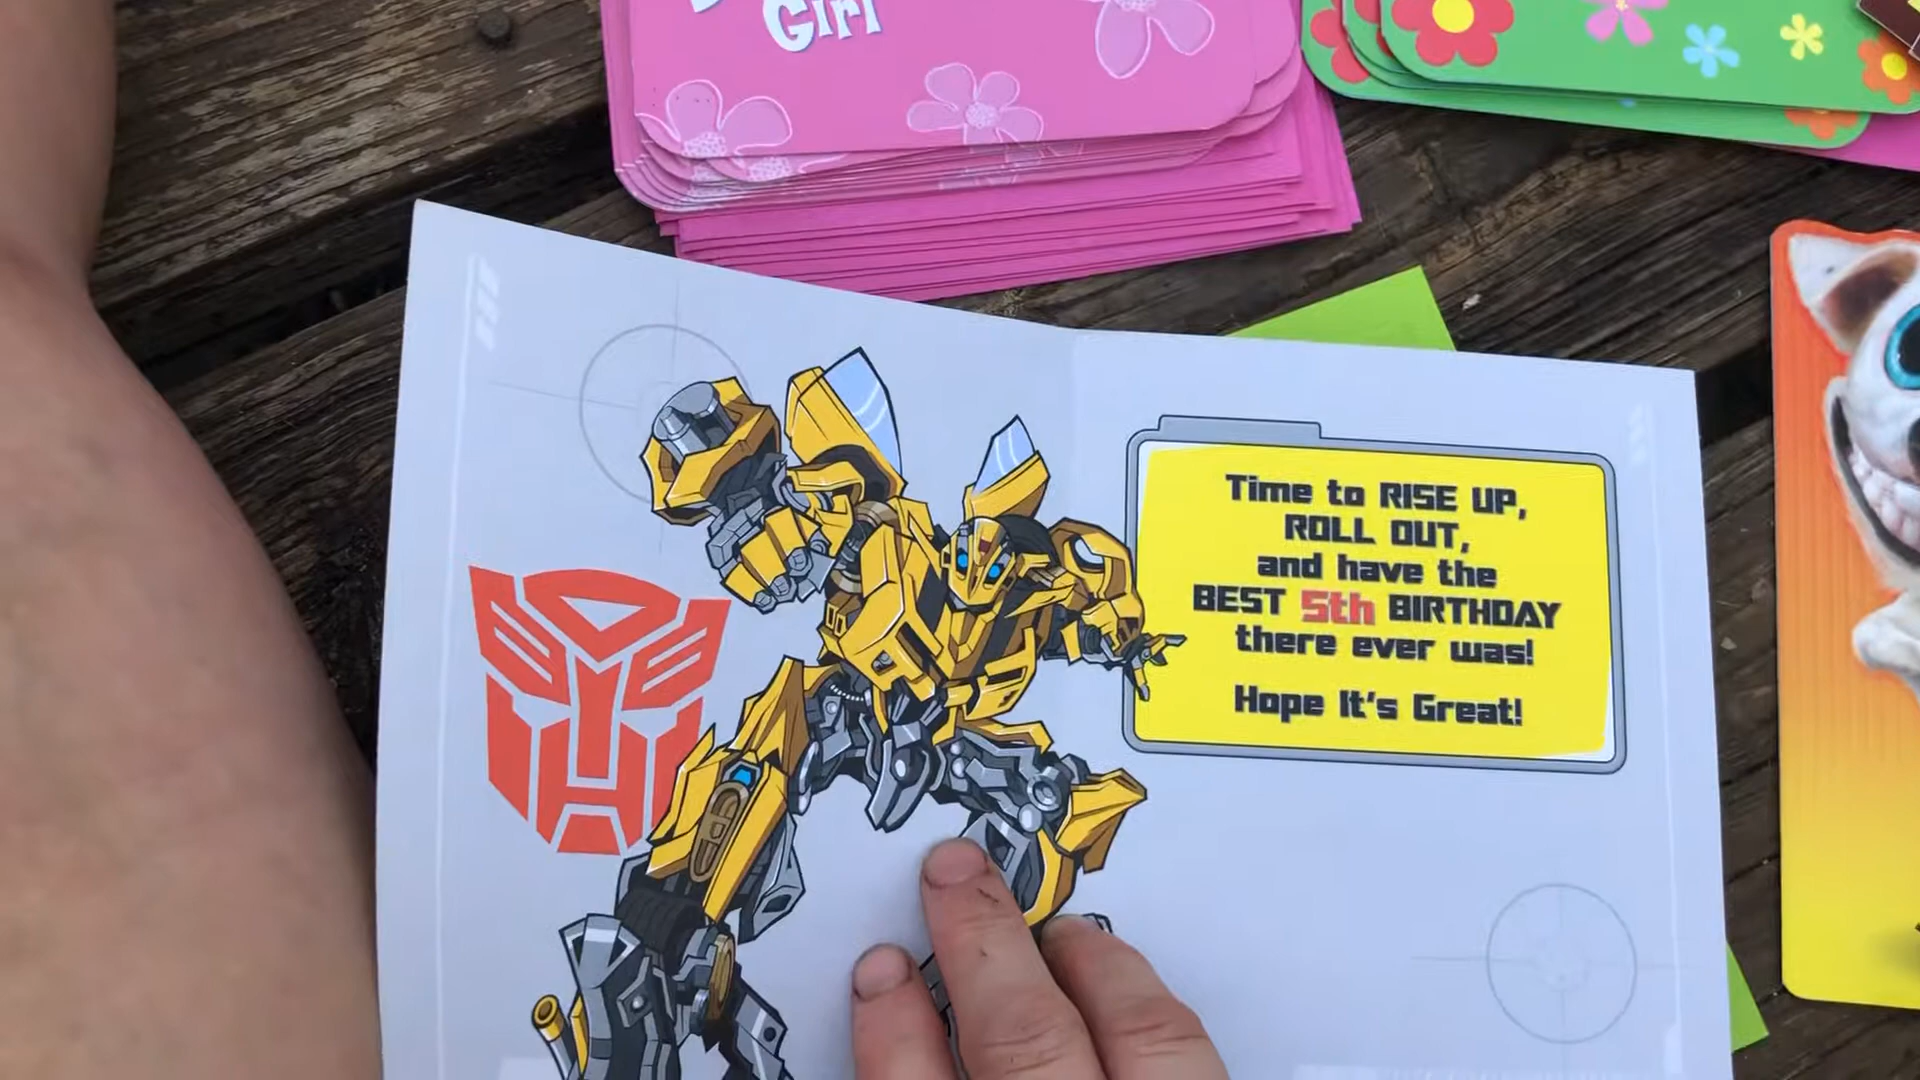 Girl
Time to RISE UP,
ROLL OUT,
and have the
BEST 5th BIRTHDAY
there ever was!
Hope It's Great!